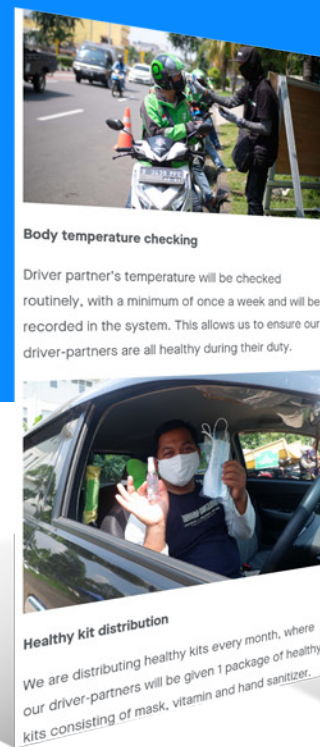 Body temperature checking
Driver partner's temperature will be checked
routinely, with a minimum of once a week and will be
recorded in the system. This allows us to ensure our
driver-partners are all healthy during their duty.
Healthy kit distribution
We are distributing healthy kits every month, where
our driver-partners will be given 1 package of healthy
kits consisting of mask, vitamin and hand sanitizer.